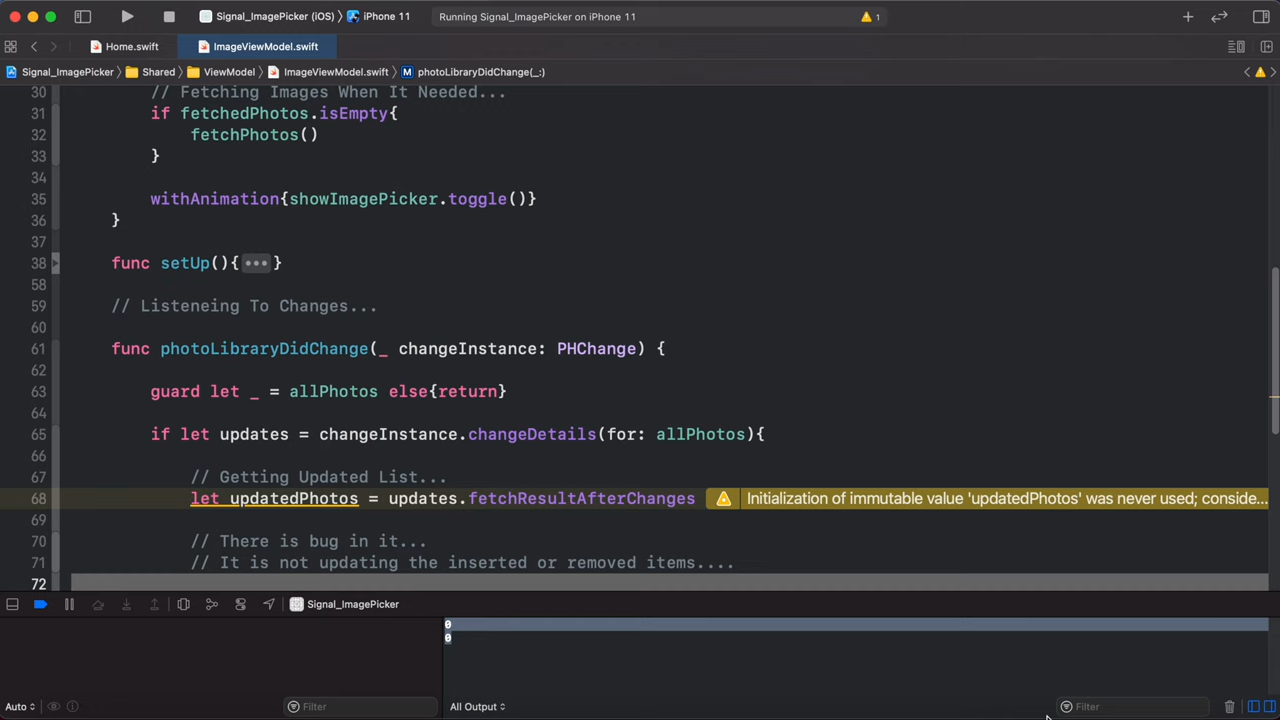 Signal_ImagePicker (iOS) 〉 iPhone 11
Running Signal_ImagePicker on iPhone 11
1
Home.swift
ImageViewModel.swift
Signal_ImagePicker 〉 Shared 〉 ViewModel 〉 ImageViewModel.swift 〉 M photoLibraryDidChange(_:)
30 // Fetching Images When It Needed...
31 if fetchedPhotos.isEmpty{
32 fetchPhotos()
33 }
34
35 withAnimation{showImagePicker.toggle()}
36 }
37
38 func setUp(){•••}
58
59 // Listeneing To Changes...
60
61 func photoLibraryDidChange(_ changeInstance: PHChange) {
62
63 guard let _ = allPhotos else{return}
64
65 if let updates = changeInstance.changeDetails(for: allPhotos){
66
67 // Getting Updated List...
68 let updatedPhotos = updates.fetchResultAfterChanges Initialization of immutable value 'updatedPhotos' was never used; conside...
69
70 // There is bug in it...
71 // It is not updating the inserted or removed items....
72
Signal_ImagePicker
0
0
Auto
Filter
All Output
Filter